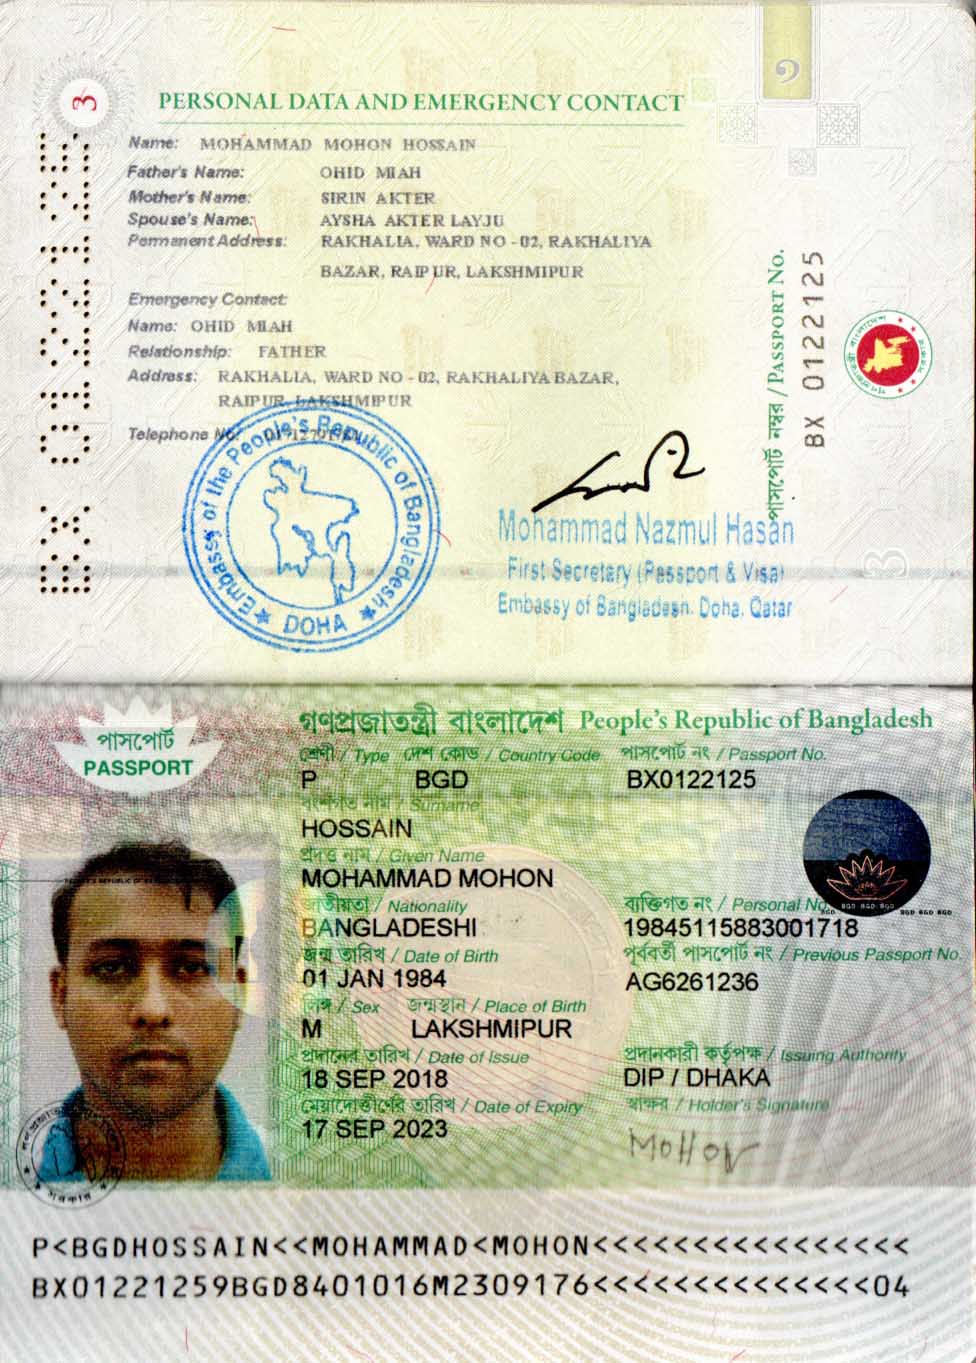 3
PERSONAL DATA AND EMERGENCY CONTACT
Name: MOHAMMAD MOHON HOSSAIN
Father's Name: OHID MIAH
Mother's Name: SIRIN AKTER
Spouse's Name: AYSHA AKTER LAYJU
Permanent Address: RAKHALIA, WARD NO - 02, RAKHALIYA
BAZAR, RAIPUR, LAKSHMIPUR
Emergency Contact:
Name: OHID MIAH
Relationship: FATHER
Address: RAKHALIA, WARD NO - 02, RAKHALIYA BAZAR,
RAIPUR, LAKSHMIPUR
Telephone No:
Embassy of the People's Republic of Bangladesh
DOHA
Mohammad Nazmul Hasan
First Secretary (Passport & Visa)
Embassy of Bangladesh. Doha. Qatar
পাসপোর্ট নম্বর / PASSPORT No.
BX 0122125
BX 0122125
গণপ্রজাতন্ত্রী বাংলাদেশ People's Republic of Bangladesh
পাসপোর্ট
PASSPORT
শ্রেণী / Type দেশ কোড / Country Code পাসপোর্ট নং / Passport No.
P BGD BX0122125
বংশগত নাম / Surname
HOSSAIN
প্রদত্ত নাম / Given Name
MOHAMMAD MOHON
জাতীয়তা / Nationality ব্যক্তিগত নং / Personal No.
BANGLADESHI 19845115883001718
জন্ম তারিখ / Date of Birth পূর্ববর্তী পাসপোর্ট নং / Previous Passport No.
01 JAN 1984 AG6261236
লিঙ্গ / Sex জন্মস্থান / Place of Birth
M LAKSHMIPUR
প্রদানের তারিখ / Date of Issue প্রদানকারী কর্তৃপক্ষ / Issuing Authority
18 SEP 2018 DIP / DHAKA
মেয়াদোত্তীর্ণের তারিখ / Date of Expiry স্বাক্ষর / Holder's Signature
17 SEP 2023 MOHON
BGD BGD BGD
BGD BGD BGD BGD
P<BGDHOSSAIN<<MOHAMMAD<MOHON<<<<<<<<<<<<<<<<
BX01221259BGD8401016M2309176<<<<<<<<<<<<<<04